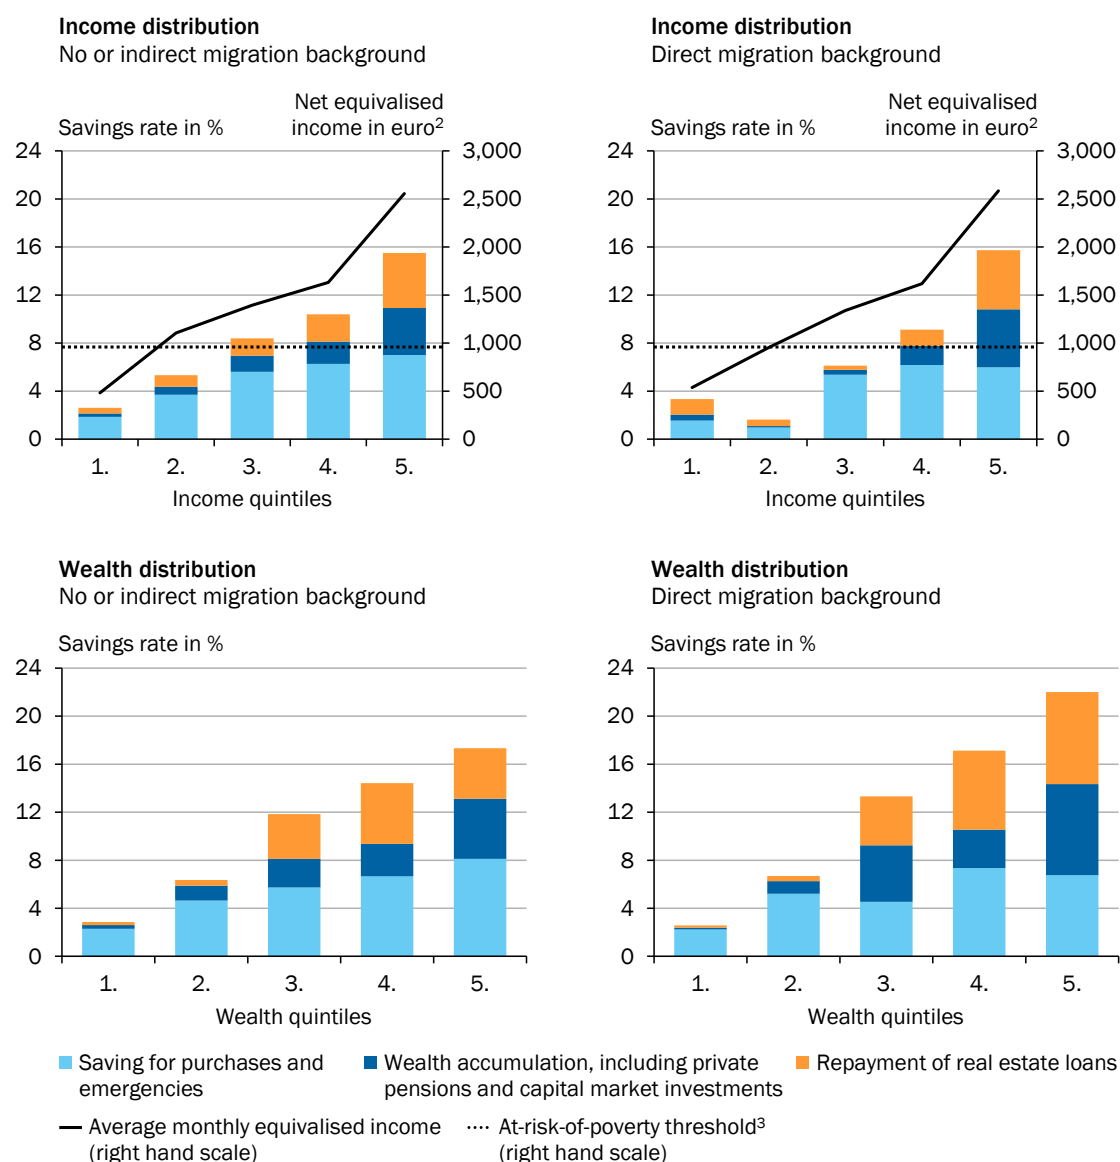 Income distribution
No or indirect migration background
Savings rate in %
Net equivalised
income in euro²
24
20
16
12
8
4
0
3,000
2,500
2,000
1,500
1,000
500
0
1. 2. 3. 4. 5.
Income quintiles
Income distribution
Direct migration background
Savings rate in %
Net equivalised
income in euro²
24
20
16
12
8
4
0
3,000
2,500
2,000
1,500
1,000
500
0
1. 2. 3. 4. 5.
Income quintiles
Wealth distribution
No or indirect migration background
Savings rate in %
24
20
16
12
8
4
0
1. 2. 3. 4. 5.
Wealth quintiles
Wealth distribution
Direct migration background
Savings rate in %
24
20
16
12
8
4
0
1. 2. 3. 4. 5.
Wealth quintiles
Saving for purchases and
emergencies
Wealth accumulation, including private
pensions and capital market investments
Repayment of real estate loans
Average monthly equivalised income
(right hand scale)
At-risk-of-poverty threshold³
(right hand scale)